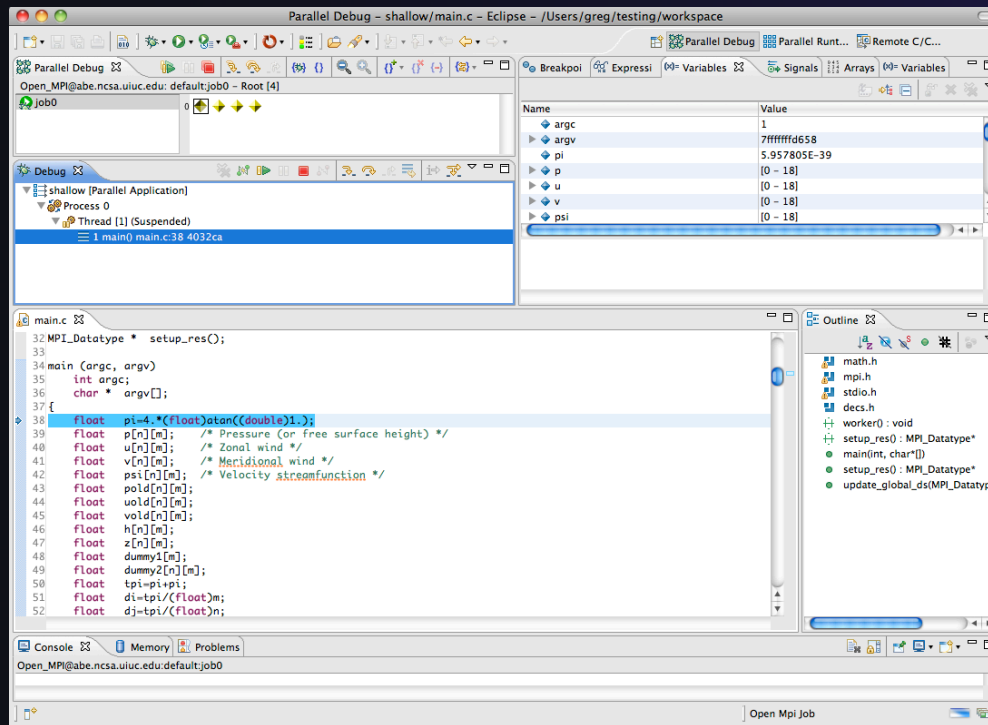 Parallel Debug – shallow/main.c – Eclipse – /Users/greg/testing/workspace
Parallel Debug Parallel Runt... Remote C/C...
Parallel Debug
Open_MPI@abe.ncsa.uiuc.edu: default:job0 – Root [4]
job0
0
Debug
shallow [Parallel Application]
Process 0
Thread [1] (Suspended)
1 main() main.c:38 4032ca
Breakpoi Expressi (x)= Variables Signals Arrays (x)= Variables
Name Value
argc 1
argv 7fffffffd658
pi 5.957805E-39
p [0 – 18]
u [0 – 18]
v [0 – 18]
psi [0 – 18]
main.c
32 MPI_Datatype * setup_res();
33
34 main (argc, argv)
35 int argc;
36 char * argv[];
37 {
38 float pi=4.*(float)atan((double)1.);
39 float p[n][m]; /* Pressure (or free surface height) */
40 float u[n][m]; /* Zonal wind */
41 float v[n][m]; /* Meridional wind */
42 float psi[n][m]; /* Velocity streamfunction */
43 float pold[n][m];
44 float uold[n][m];
45 float vold[n][m];
46 float h[n][m];
47 float z[n][m];
48 float dummy1[m];
49 float dummy2[n][m];
50 float tpi=pi+pi;
51 float di=tpi/(float)m;
52 float dj=tpi/(float)n;
Outline
math.h
mpi.h
stdio.h
decs.h
worker() : void
setup_res() : MPI_Datatype*
main(int, char*[])
setup_res() : MPI_Datatype*
update_global_ds(MPI_Datatyp
Console Memory Problems
Open_MPI@abe.ncsa.uiuc.edu:default:job0
Open Mpi Job